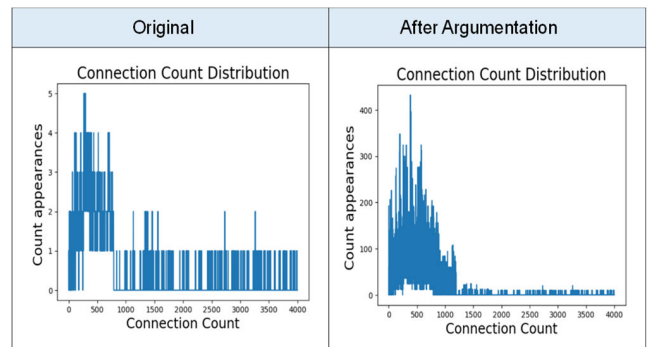 Original
After Argumentation
Connection Count Distribution
Count appearances
5
4
3
2
1
0
0 500 1000 1500 2000 2500 3000 3500 4000
Connection Count
Connection Count Distribution
Count appearances
400
300
200
100
0
0 500 1000 1500 2000 2500 3000 3500 4000
Connection Count